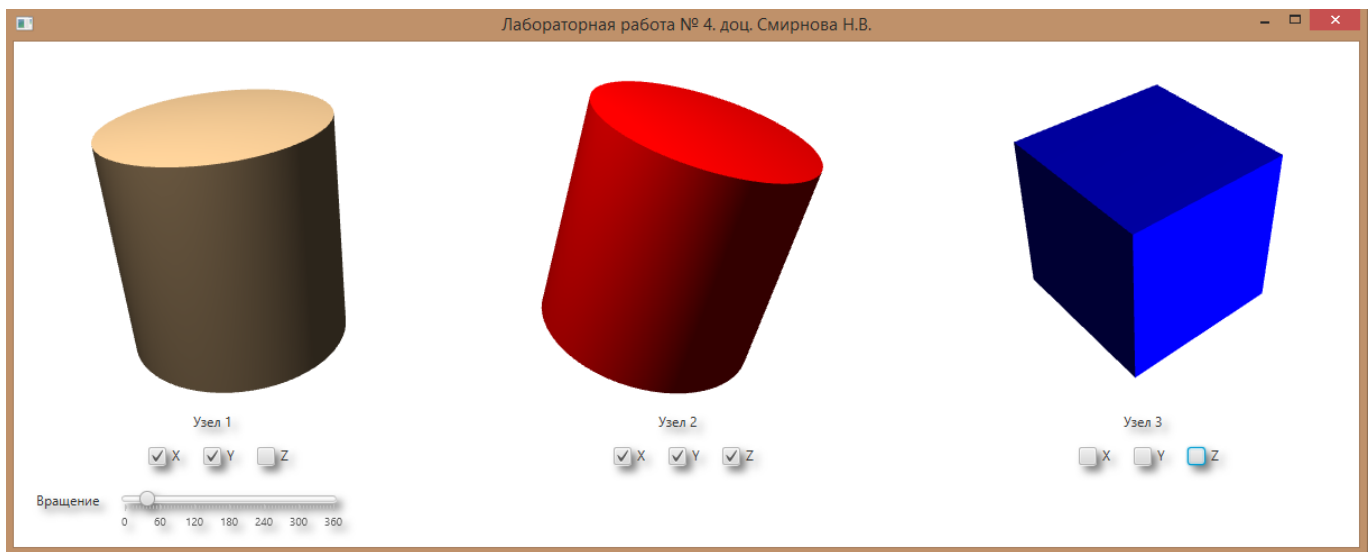 Лабораторная работа № 4. доц. Смирнова Н.В.
Узел 1 Узел 2 Узел 3
X Y Z X Y Z X Y Z
Вращение
0 60 120 180 240 300 360